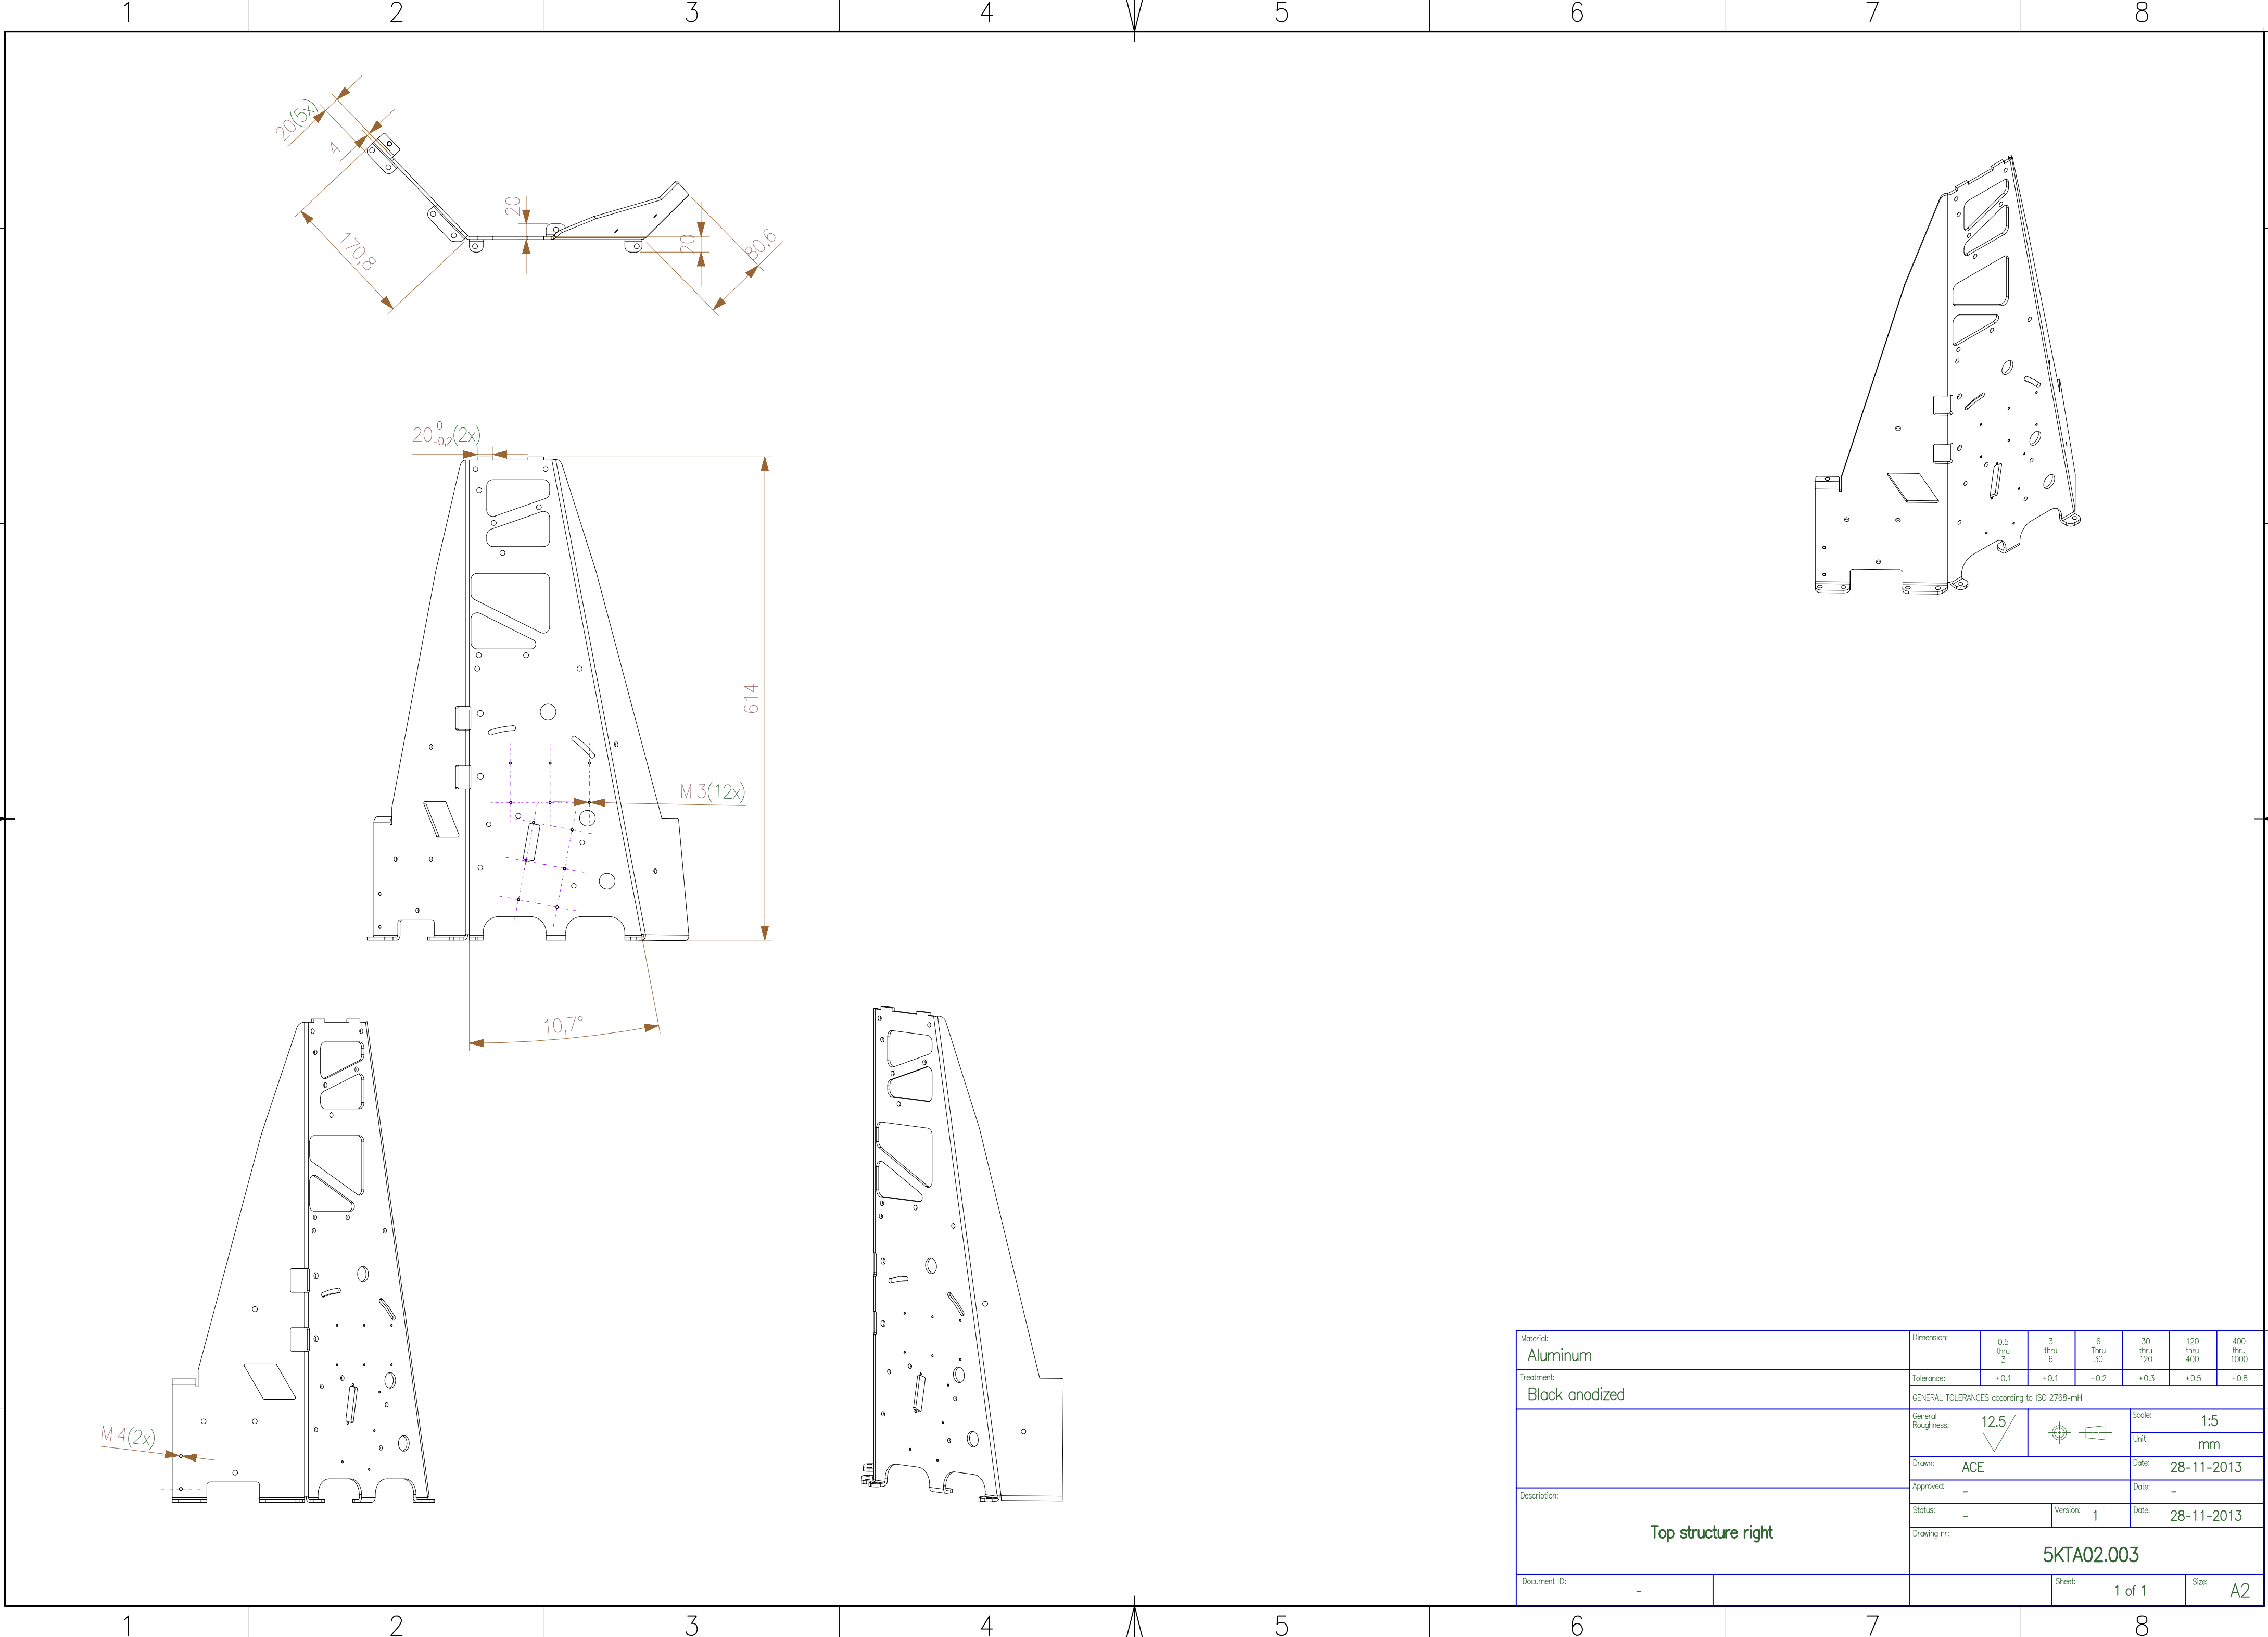 1 2 3 4 5 6 7 8
20(5x)
4
170,8
20
20
80,6
20 0 -0,2 (2x)
614
M 3(12x)
10,7°
M 4(2x)
Material:
Aluminum
Treatment:
Black anodized
Description:
Top structure right
Document ID:
-
Dimension: 0.5 thru 3 3 thru 6 6 Thru 30 30 thru 120 120 thru 400 400 thru 1000
Tolerance: ±0.1 ±0.1 ±0.2 ±0.3 ±0.5 ±0.8
GENERAL TOLERANCES according to ISO 2768-mH
General Roughness: 12.5
Scale: 1:5
Unit: mm
Drawn: ACE Date: 28-11-2013
Approved: - Date: -
Status: - Version: 1 Date: 28-11-2013
Drawing nr:
5KTA02.003
Sheet: 1 of 1 Size: A2
1 2 3 4 5 6 7 8